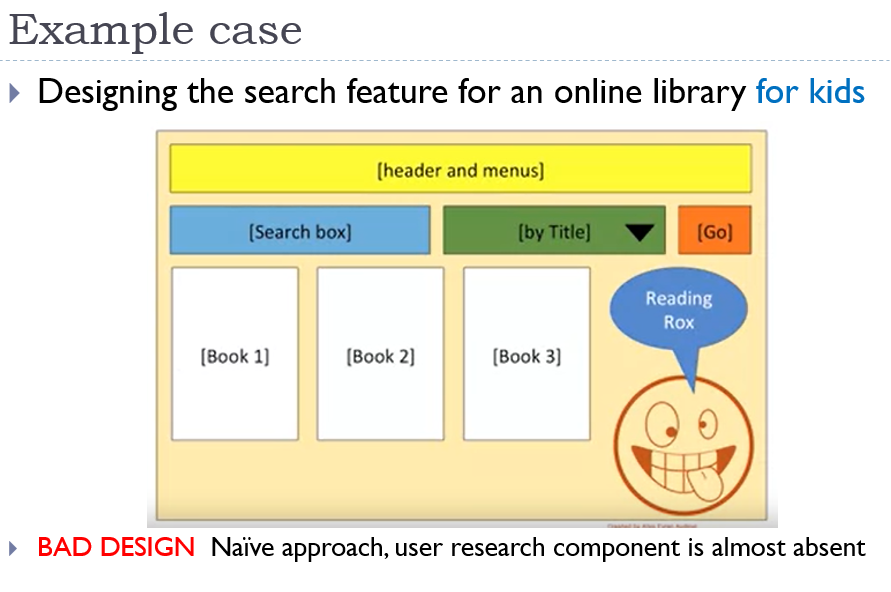 Example case
Designing the search feature for an online library for kids
[header and menus]
[Search box] [by Title] [Go]
Reading
Rox
[Book 1] [Book 2] [Book 3]
BAD DESIGN Naïve approach, user research component is almost absent